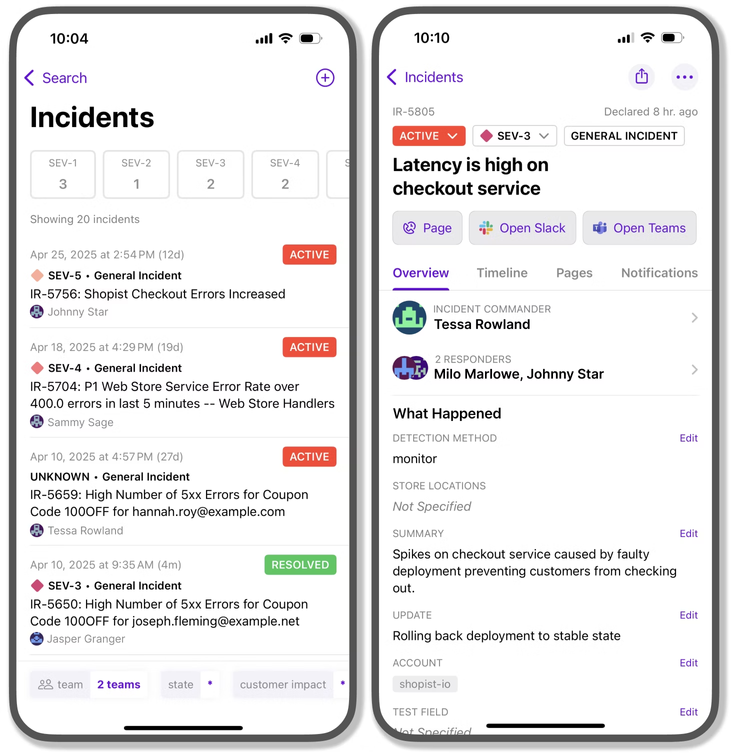 10:04
Search
Incidents
SEV-1
3
SEV-2
1
SEV-3
2
SEV-4
2
S
Showing 20 incidents
Apr 25, 2025 at 2:54 PM (12d)
ACTIVE
SEV-5 • General Incident
IR-5756: Shopist Checkout Errors Increased
Johnny Star
Apr 18, 2025 at 4:29 PM (19d)
ACTIVE
SEV-4 • General Incident
IR-5704: P1 Web Store Service Error Rate over
400.0 errors in last 5 minutes -- Web Store Handlers
Sammy Sage
Apr 10, 2025 at 4:57 PM (27d)
ACTIVE
UNKNOWN • General Incident
IR-5659: High Number of 5xx Errors for Coupon
Code 100OFF for hannah.roy@example.com
Tessa Rowland
Apr 10, 2025 at 9:35 AM (4m)
RESOLVED
SEV-3 • General Incident
IR-5650: High Number of 5xx Errors for Coupon
Code 100OFF for joseph.fleming@example.net
Jasper Granger
team 2 teams
state *
customer impact *
10:10
Incidents
IR-5805
Declared 8 hr. ago
ACTIVE
SEV-3
GENERAL INCIDENT
Latency is high on
checkout service
Page
Open Slack
Open Teams
Overview
Timeline
Pages
Notifications
INCIDENT COMMANDER
Tessa Rowland
2 RESPONDERS
Milo Marlowe, Johnny Star
What Happened
DETECTION METHOD
Edit
monitor
STORE LOCATIONS
Not Specified
SUMMARY
Edit
Spikes on checkout service caused by faulty
deployment preventing customers from checking
out.
UPDATE
Edit
Rolling back deployment to stable state
ACCOUNT
Edit
shopist-io
TEST FIELD
Edit
Not Specified